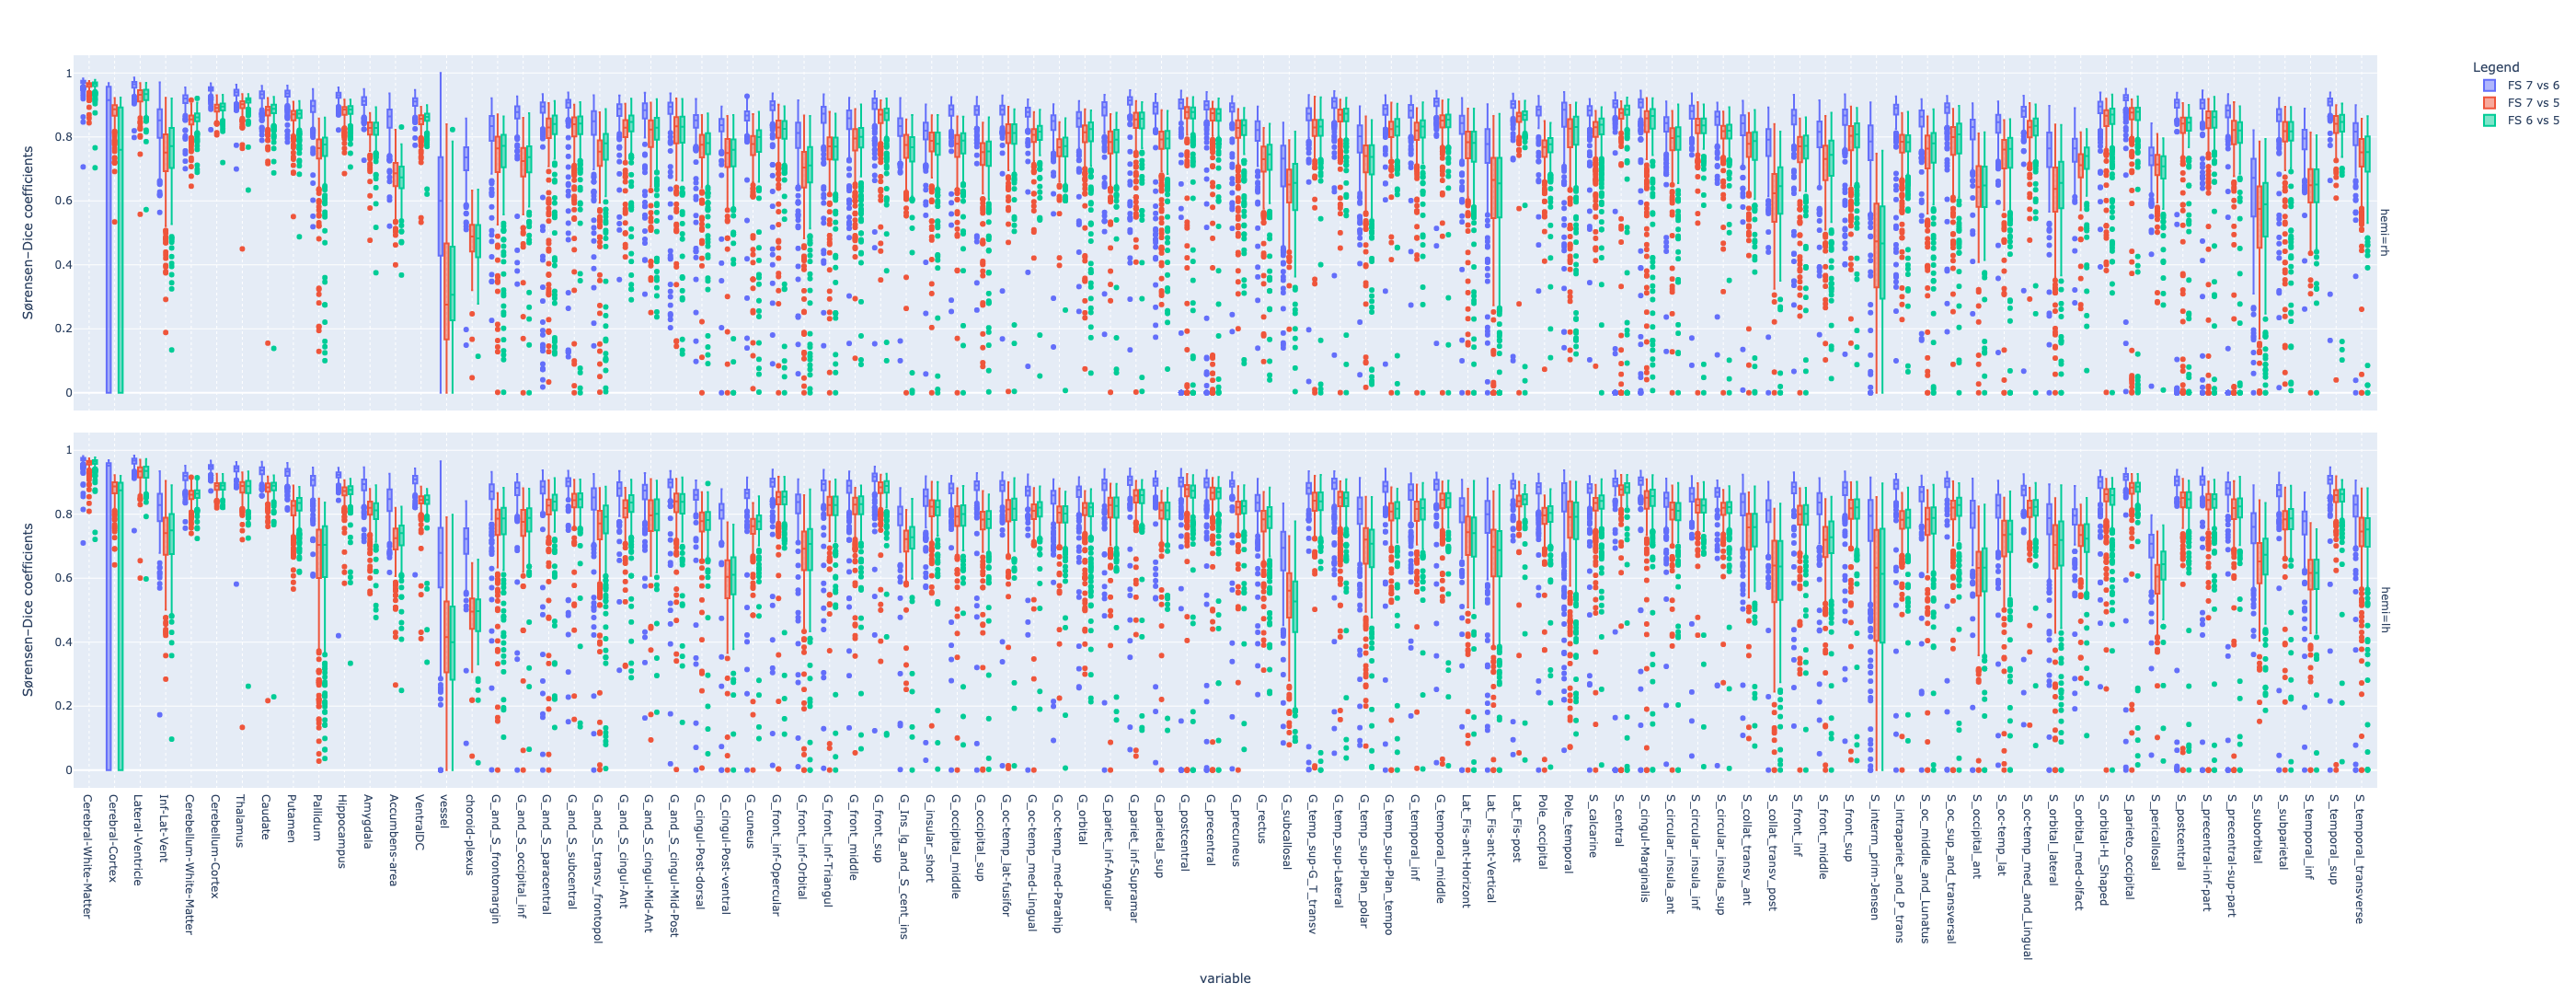 Legend
FS 7 vs 6
FS 7 vs 5
FS 6 vs 5
Sørensen−Dice coefficients
1
0.8
0.6
0.4
0.2
0
hemi=rh
Sørensen−Dice coefficients
1
0.8
0.6
0.4
0.2
0
hemi=lh
Cerebral-White-Matter
Cerebral-Cortex
Lateral-Ventricle
Inf-Lat-Vent
Cerebellum-White-Matter
Cerebellum-Cortex
Thalamus
Caudate
Putamen
Pallidum
Hippocampus
Amygdala
Accumbens-area
VentralDC
vessel
choroid-plexus
G_and_S_frontomargin
G_and_S_occipital_inf
G_and_S_paracentral
G_and_S_subcentral
G_and_S_transv_frontopol
G_and_S_cingul-Ant
G_and_S_cingul-Mid-Ant
G_and_S_cingul-Mid-Post
G_cingul-Post-dorsal
G_cingul-Post-ventral
G_cuneus
G_front_inf-Opercular
G_front_inf-Orbital
G_front_inf-Triangul
G_front_middle
G_front_sup
G_Ins_lg_and_S_cent_ins
G_insular_short
G_occipital_middle
G_occipital_sup
G_oc-temp_lat-fusifor
G_oc-temp_med-Lingual
G_oc-temp_med-Parahip
G_orbital
G_pariet_inf-Angular
G_pariet_inf-Supramar
G_parietal_sup
G_postcentral
G_precentral
G_precuneus
G_rectus
G_subcallosal
G_temp_sup-G_T_transv
G_temp_sup-Lateral
G_temp_sup-Plan_polar
G_temp_sup-Plan_tempo
G_temporal_inf
G_temporal_middle
Lat_Fis-ant-Horizont
Lat_Fis-ant-Vertical
Lat_Fis-post
Pole_occipital
Pole_temporal
S_calcarine
S_central
S_cingul-Marginalis
S_circular_insula_ant
S_circular_insula_inf
S_circular_insula_sup
S_collat_transv_ant
S_collat_transv_post
S_front_inf
S_front_middle
S_front_sup
S_interm_prim-Jensen
S_intrapariet_and_P_trans
S_oc_middle_and_Lunatus
S_oc_sup_and_transversal
S_occipital_ant
S_oc-temp_lat
S_oc-temp_med_and_Lingual
S_orbital_lateral
S_orbital_med-olfact
S_orbital-H_Shaped
S_parieto_occipital
S_pericallosal
S_postcentral
S_precentral-inf-part
S_precentral-sup-part
S_suborbital
S_subparietal
S_temporal_inf
S_temporal_sup
S_temporal_transverse
variable